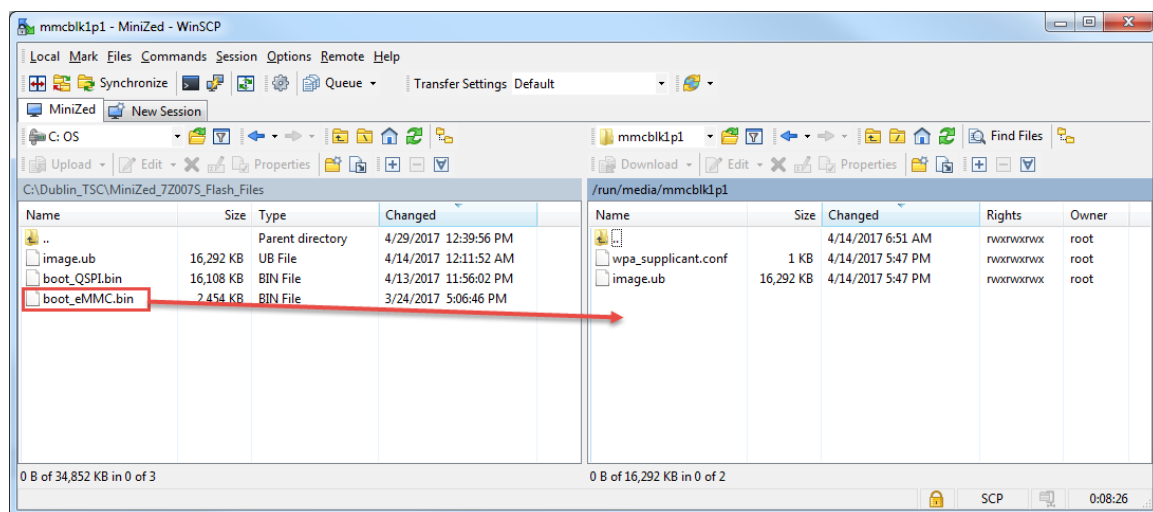 mmcblk1p1 - MiniZed - WinSCP
Local Mark Files Commands Session Options Remote Help
Synchronize Queue Transfer Settings Default
MiniZed New Session
C: OS mmcblk1p1 Find Files
Upload Edit Properties Download Edit Properties
C:\Dublin_TSC\MiniZed_7Z007S_Flash_Files /run/media/mmcblk1p1
Name Size Type Changed Name Size Changed Rights Owner
.. Parent directory 4/29/2017 12:39:56 PM .. 4/14/2017 6:51 AM rwxrwxrwx root
image.ub 16,292 KB UB File 4/14/2017 12:11:52 AM wpa_supplicant.conf 1 KB 4/14/2017 5:47 PM rwxrwxrwx root
boot_QSPI.bin 16,108 KB BIN File 4/13/2017 11:56:02 PM image.ub 16,292 KB 4/14/2017 5:47 PM rwxrwxrwx root
boot_eMMC.bin 2,454 KB BIN File 3/24/2017 5:06:46 PM
0 B of 34,852 KB in 0 of 3 0 B of 16,292 KB in 0 of 2
SCP 0:08:26